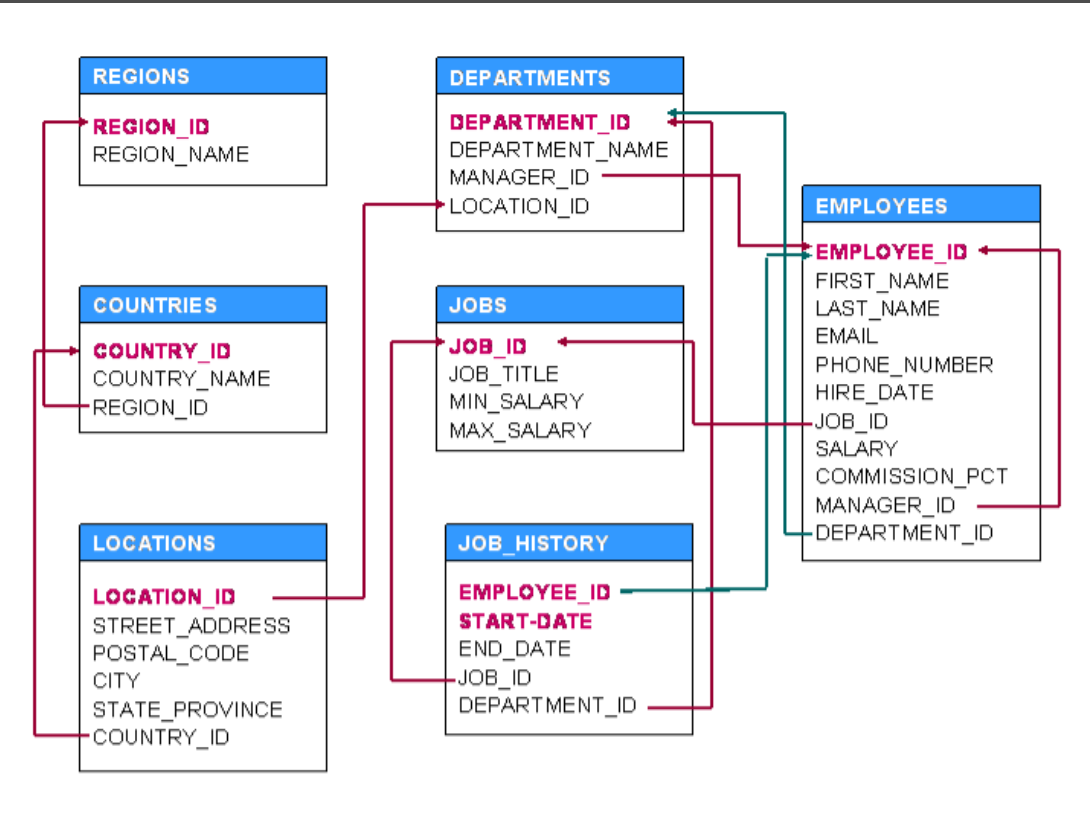 REGIONS
REGION_ID
REGION_NAME
COUNTRIES
COUNTRY_ID
COUNTRY_NAME
REGION_ID
LOCATIONS
LOCATION_ID
STREET_ADDRESS
POSTAL_CODE
CITY
STATE_PROVINCE
COUNTRY_ID
DEPARTMENTS
DEPARTMENT_ID
DEPARTMENT_NAME
MANAGER_ID
LOCATION_ID
JOBS
JOB_ID
JOB_TITLE
MIN_SALARY
MAX_SALARY
JOB_HISTORY
EMPLOYEE_ID
START-DATE
END_DATE
JOB_ID
DEPARTMENT_ID
EMPLOYEES
EMPLOYEE_ID
FIRST_NAME
LAST_NAME
EMAIL
PHONE_NUMBER
HIRE_DATE
JOB_ID
SALARY
COMMISSION_PCT
MANAGER_ID
DEPARTMENT_ID